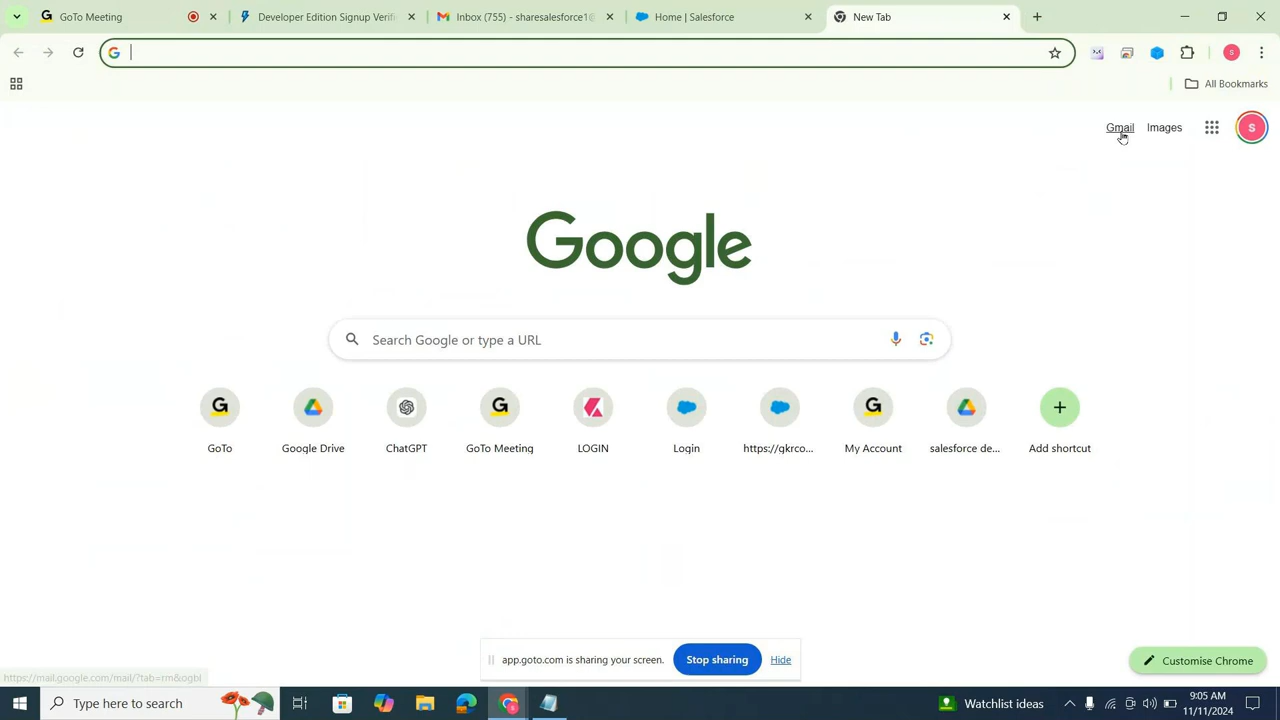 GoTo Meeting
Developer Edition Signup Verifi
Inbox (755) - sharesalesforce1@
Home | Salesforce
New Tab
All Bookmarks
Gmail
Images
S
Google
Search Google or type a URL
GoTo
Google Drive
ChatGPT
GoTo Meeting
LOGIN
Login
https://gkrco...
My Account
salesforce de...
Add shortcut
app.goto.com is sharing your screen.
Stop sharing
Hide
Customise Chrome
https://mail.google.com/mail/?tab=rm&ogbl
Type here to search
Watchlist ideas
9:05 AM
11/11/2024